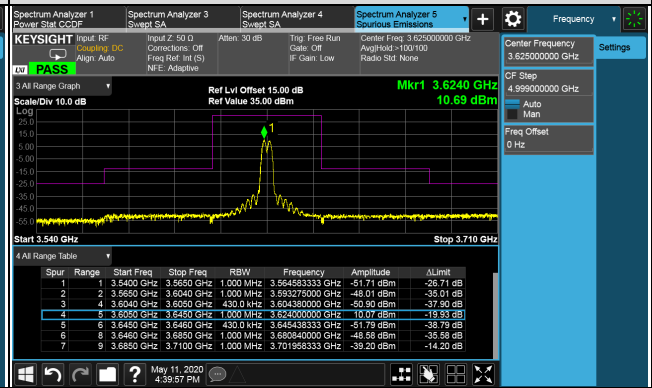 Spectrum Analyzer 1
Power Stat CCDF
Spectrum Analyzer 3
Swept SA
Spectrum Analyzer 4
Swept SA
Spectrum Analyzer 5
Spurious Emissions
+
Frequency
KEYSIGHT
Input: RF
Coupling: DC
Align: Auto
Input Z: 50 Ω
Corrections: Off
Freq Ref: Int (S)
NFE: Adaptive
Atten: 30 dB
Trig: Free Run
Gate: Off
IF Gain: Low
Center Freq: 3.625000000 GHz
Avg|Hold:>100/100
Radio Std: None
LXI
PASS
Center Frequency
3.625000000 GHz
Settings
CF Step
4.999000000 GHz
Auto
Man
Freq Offset
0 Hz
3 All Range Graph
Scale/Div 10.0 dB
Ref Lvl Offset 15.00 dB
Ref Value 35.00 dBm
Mkr1 3.6240 GHz
10.69 dBm
Log
25.0
15.0
5.00
-5.00
-15.0
-25.0
-35.0
-45.0
-55.0
1
Start 3.540 GHz
Stop 3.710 GHz
4 All Range Table
Spur Range Start Freq Stop Freq RBW Frequency Amplitude ΔLimit
1 1 3.5400 GHz 3.5650 GHz 1.000 MHz 3.564583333 GHz -51.71 dBm -26.71 dB
2 2 3.5650 GHz 3.6040 GHz 1.000 MHz 3.593275000 GHz -48.01 dBm -35.01 dB
3 4 3.6040 GHz 3.6050 GHz 430.0 kHz 3.604380000 GHz -50.90 dBm -37.90 dB
4 5 3.6050 GHz 3.6450 GHz 1.000 MHz 3.624000000 GHz 10.07 dBm -19.93 dB
5 6 3.6450 GHz 3.6460 GHz 430.0 kHz 3.645438333 GHz -51.79 dBm -38.79 dB
6 8 3.6460 GHz 3.6850 GHz 1.000 MHz 3.680840000 GHz -48.58 dBm -35.58 dB
7 9 3.6850 GHz 3.7100 GHz 1.000 MHz 3.701958333 GHz -39.20 dBm -14.20 dB
?
May 11, 2020
4:39:57 PM